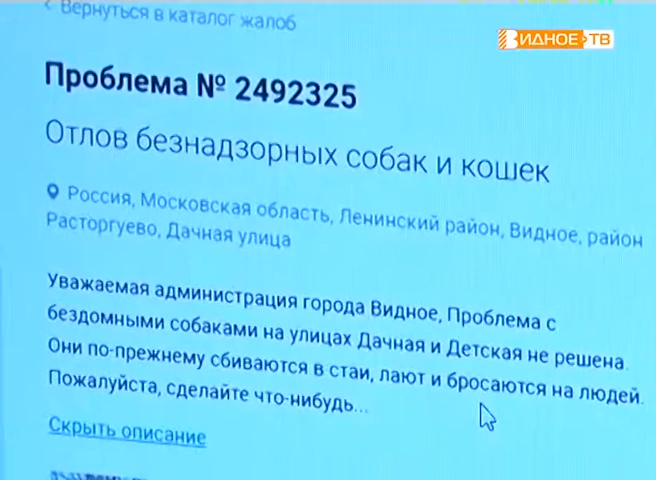 ‹ Вернуться в каталог жалоб
ВИДНОЕ ТВ
Проблема № 2492325
Отлов безнадзорных собак и кошек
Россия, Московская область, Ленинский район, Видное, район
Расторгуево, Дачная улица
Уважаемая администрация города Видное, Проблема с
бездомными собаками на улицах Дачная и Детская не решена.
Они по-прежнему сбиваются в стаи, лают и бросаются на людей.
Пожалуйста, сделайте что-нибудь...
Скрыть описание